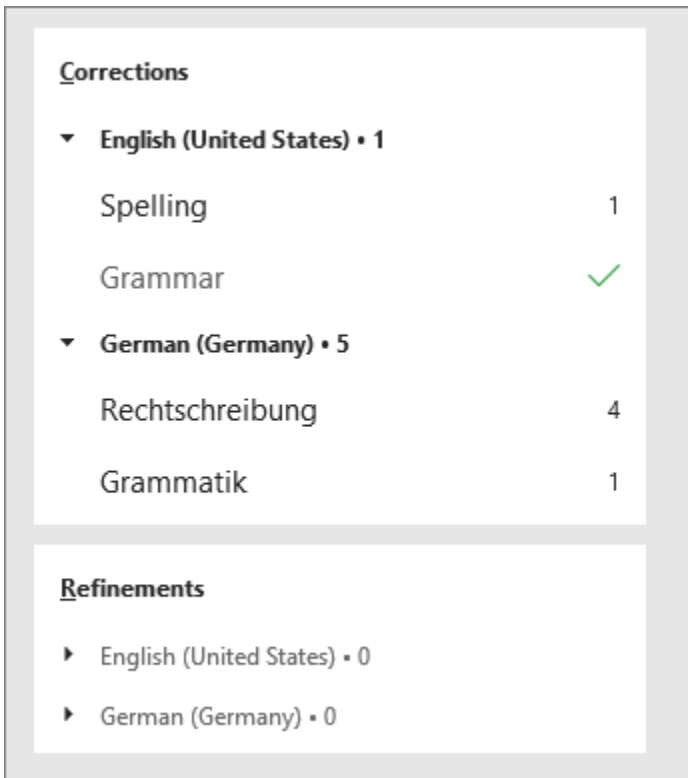 Corrections
English (United States) • 1
Spelling 1
Grammar
German (Germany) • 5
Rechtschreibung 4
Grammatik 1
Refinements
English (United States) • 0
German (Germany) • 0